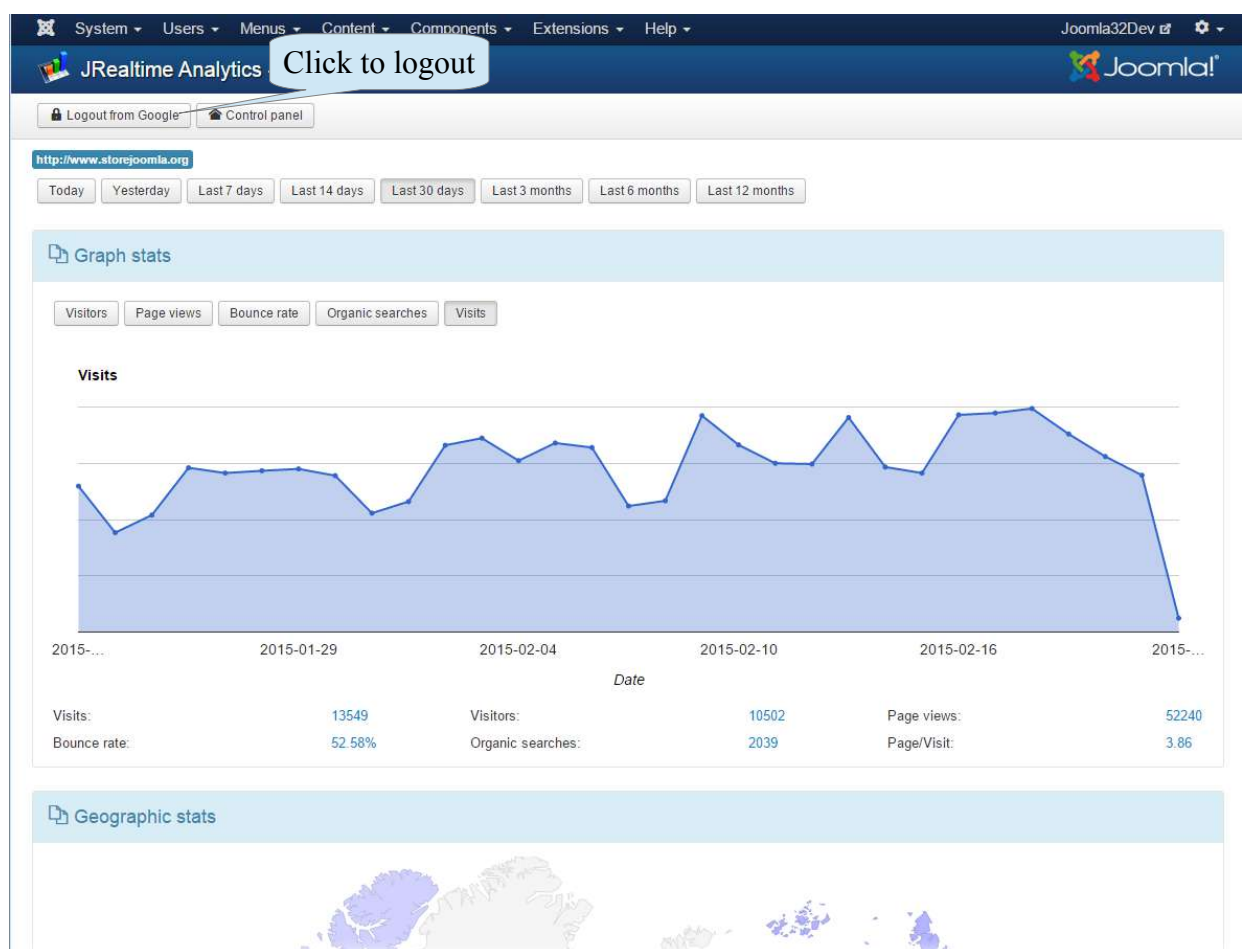 System Users Menus Content Components Extensions Help Joomla32Dev
JRealtime Analytics Click to logout Joomla!
Logout from Google Control panel
http://www.storejoomla.org
Today Yesterday Last 7 days Last 14 days Last 30 days Last 3 months Last 6 months Last 12 months
Graph stats
Visitors Page views Bounce rate Organic searches Visits
Visits
2015-... 2015-01-29 2015-02-04 2015-02-10 2015-02-16 2015-...
Date
Visits: 13549 Visitors: 10502 Page views: 52240
Bounce rate: 52.58% Organic searches: 2039 Page/Visit: 3.86
Geographic stats